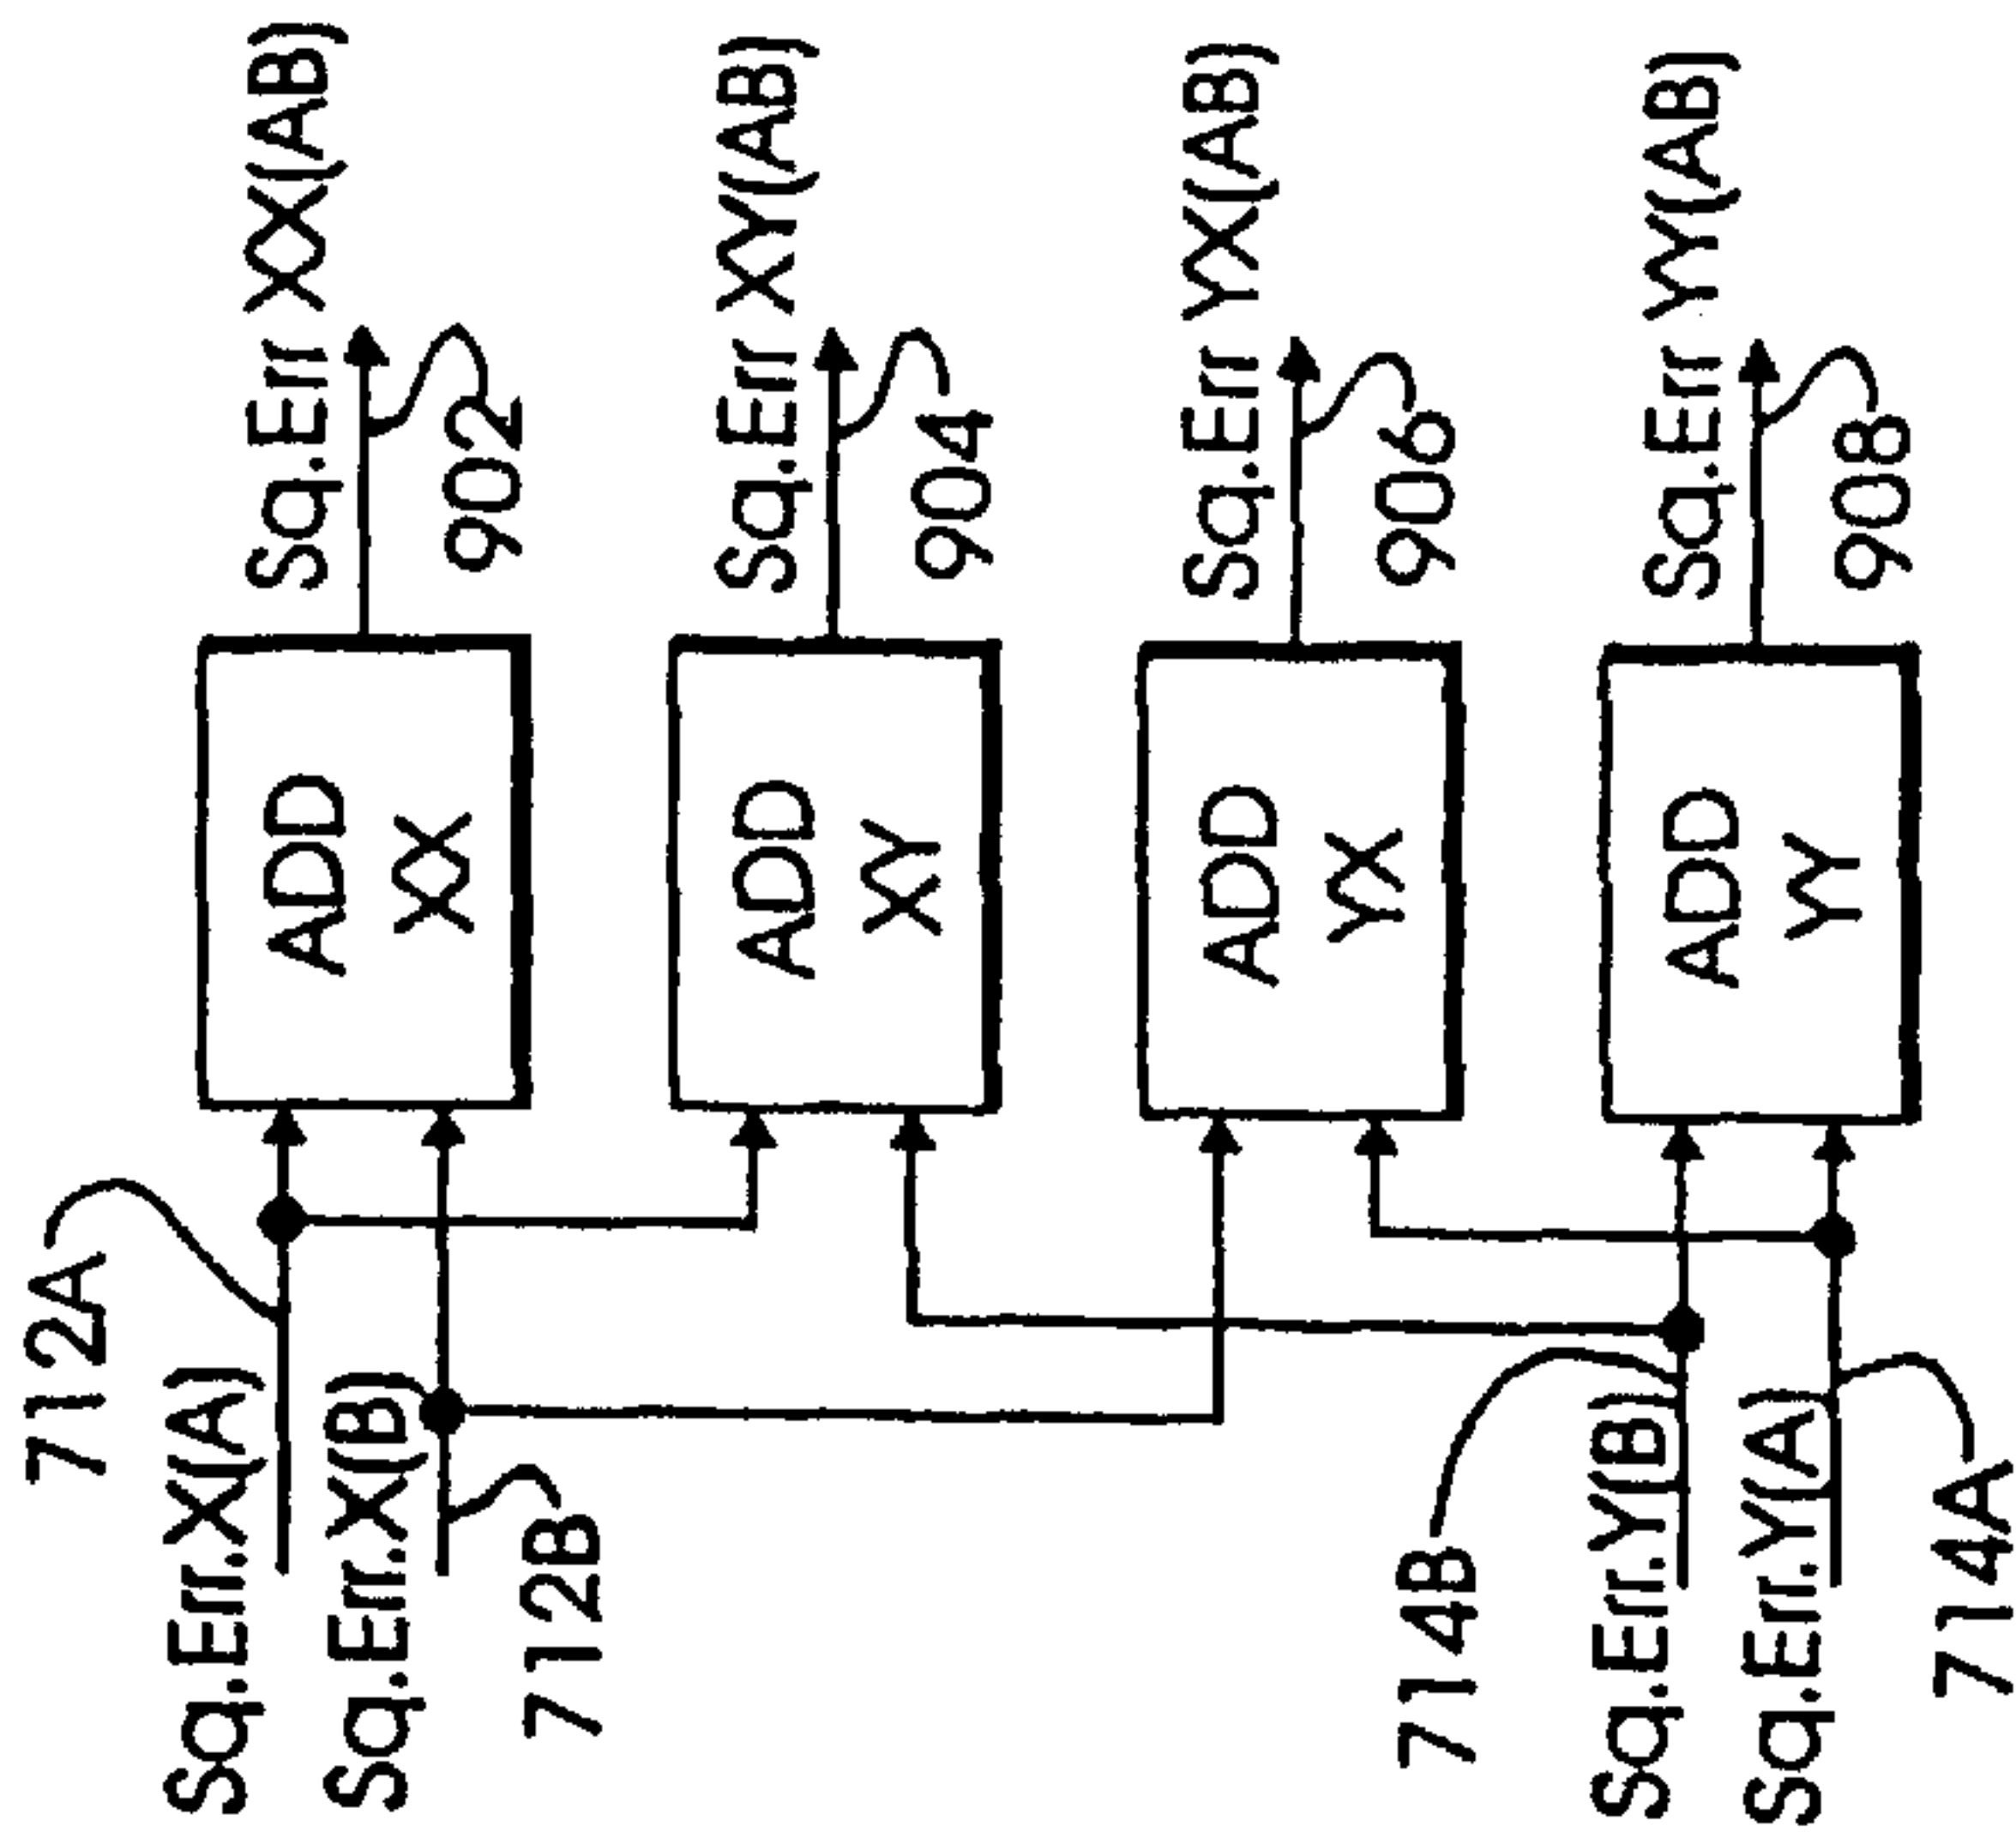 712A
Sq.Err.X(A)
Sq.Err.X(B)
712B
714B
Sq.Err.Y(B)
Sq.Err.Y(A)
714A
ADD
XX
ADD
XY
ADD
YX
ADD
YY
Sq.Err XX(AB)
902
Sq.Err XY(AB)
904
Sq.Err YX(AB)
906
Sq.Err YY(AB)
908